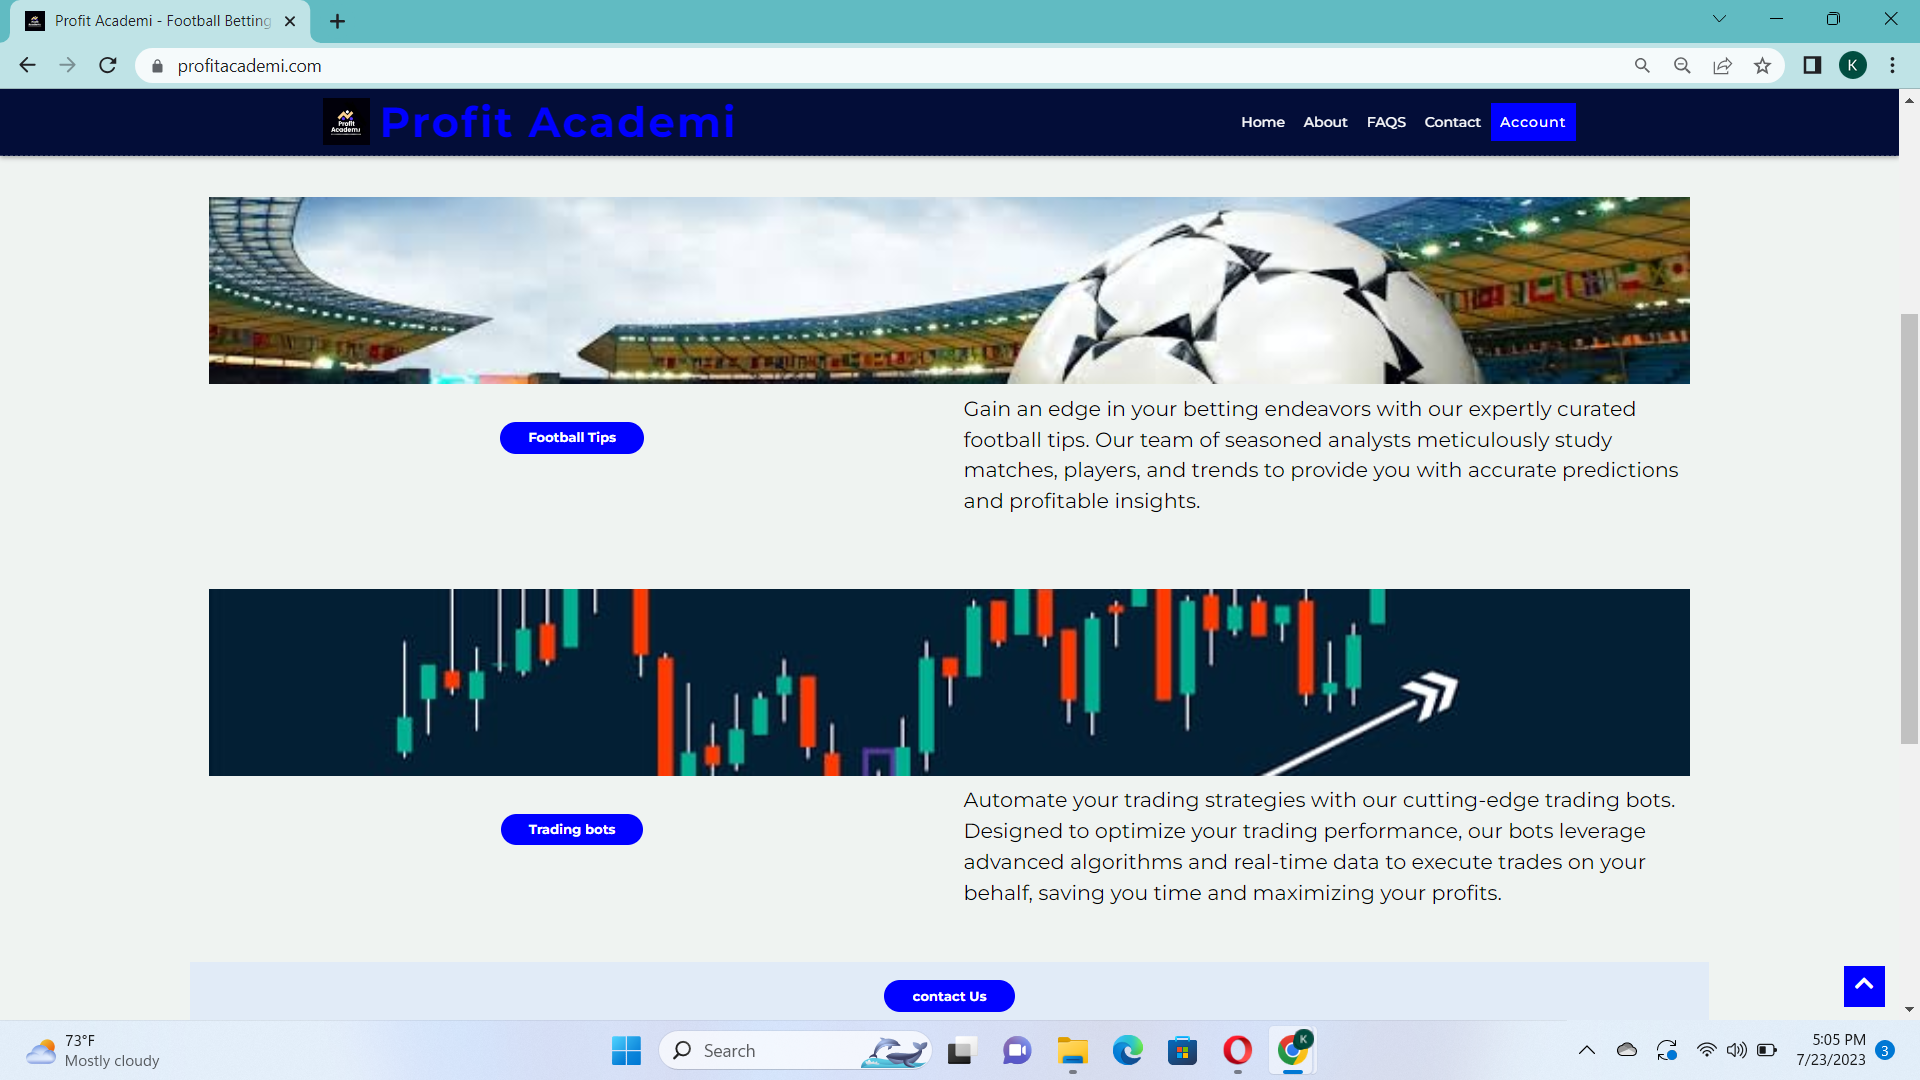 Profit Academi - Football Betting
profitacademi.com
K
Profit
Academi
Profit Academi
Home
About
FAQS
Contact
Account
Football Tips
Gain an edge in your betting endeavors with our expertly curated
football tips. Our team of seasoned analysts meticulously study
matches, players, and trends to provide you with accurate predictions
and profitable insights.
Trading bots
Automate your trading strategies with our cutting-edge trading bots.
Designed to optimize your trading performance, our bots leverage
advanced algorithms and real-time data to execute trades on your
behalf, saving you time and maximizing your profits.
contact Us
73°F
Mostly cloudy
Search
K
5:05 PM
7/23/2023
3